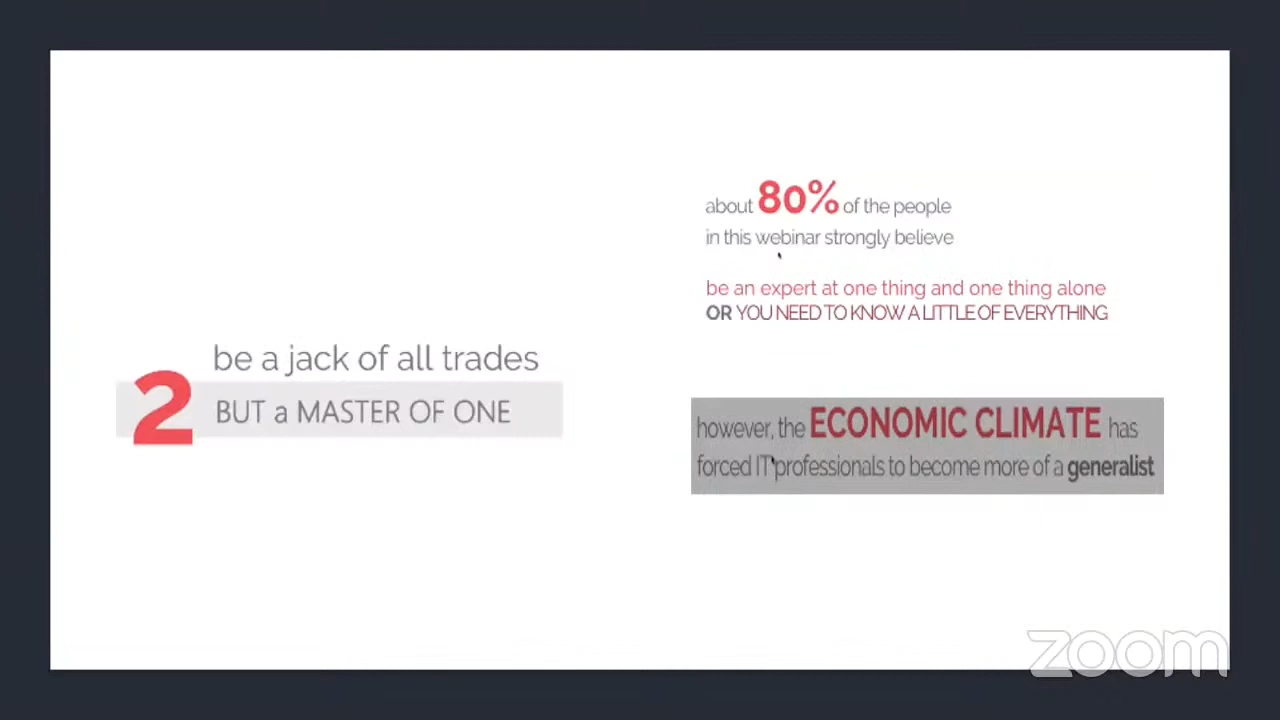 be a jack of all trades
2 BUT a MASTER OF ONE
about 80% of the people
in this webinar strongly believe
be an expert at one thing and one thing alone
OR YOU NEED TO KNOW A LITTLE OF EVERYTHING
however, the ECONOMIC CLIMATE has
forced IT professionals to become more of a generalist
zoom